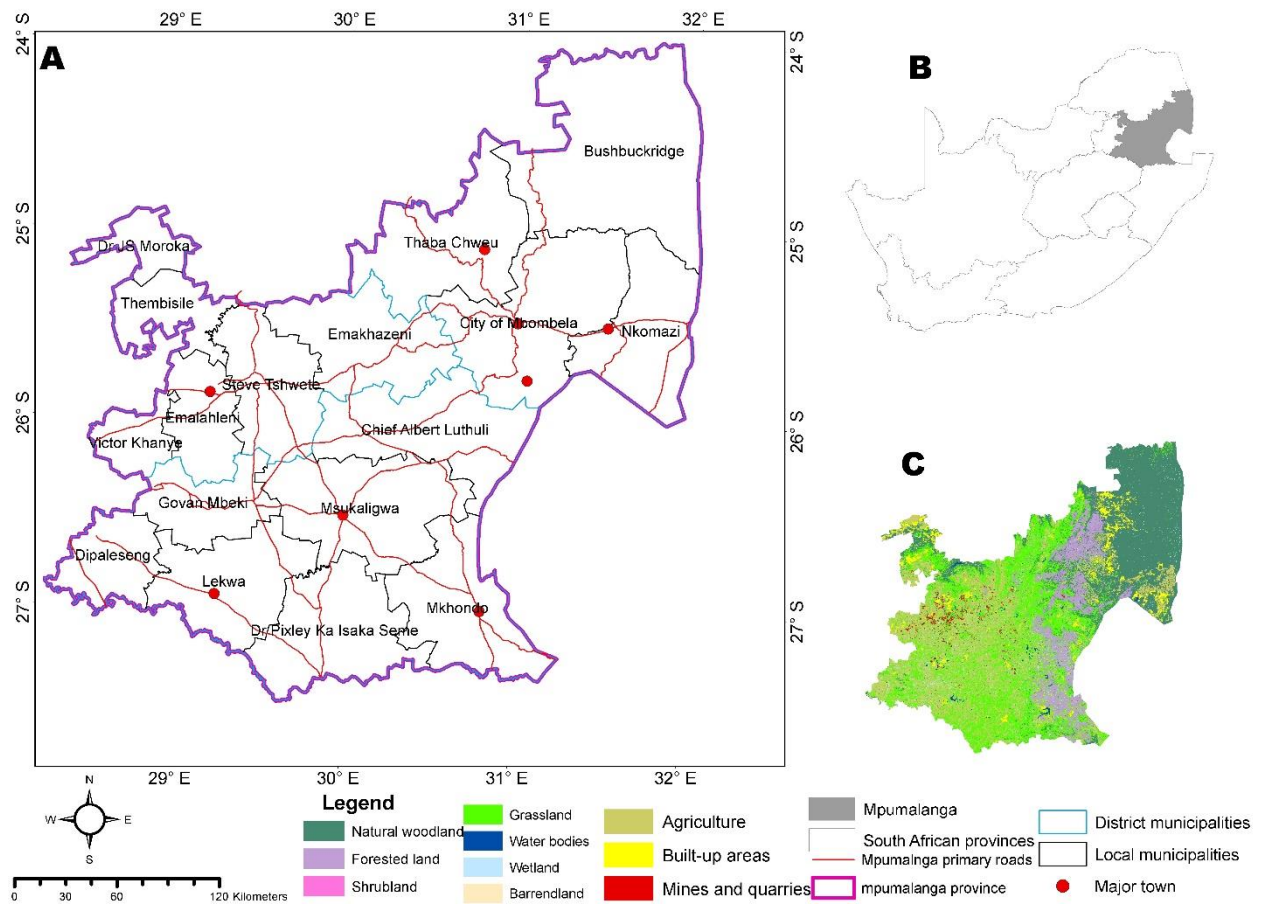 29° E
30° E
31° E
32° E
24° S
24° S
A
B
Bushbuckridge
25° S
25° S
Dr JS Moroka
Thaba Chweu
Thembisile
Emakhazeni
City of Mbombela
Nkomazi
Steve Tshwete
26° S
26° S
Emalahleni
Victor Khanye
Chief Albert Luthuli
C
Govan Mbeki
Msukaligwa
Dipaleseng
Lekwa
27° S
27° S
Mkhondo
Dr Pixley Ka Isaka Seme
29° E
30° E
31° E
32° E
N
W
E
S
0
30
60
120 Kilometers
Legend
Natural woodland
Forested land
Shrubland
Grassland
Water bodies
Wetland
Barrendland
Agriculture
Built-up areas
Mines and quarries
Mpumalanga
South African provinces
Mpumalnga primary roads
mpumalanga province
District municipalities
Local municipalities
Major town